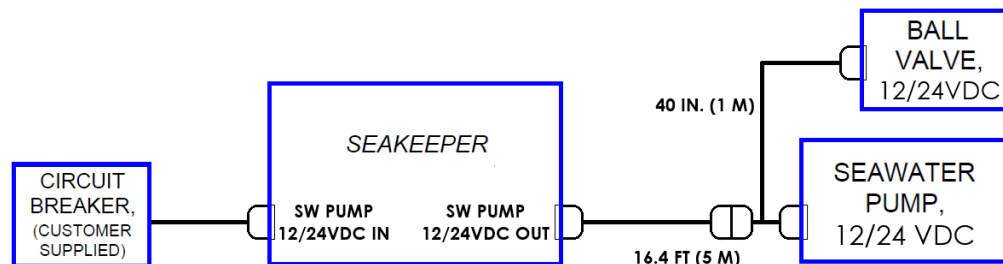 BALL
VALVE,
12/24VDC
40 IN. (1 M)
SEAKEEPER
CIRCUIT
BREAKER,
(CUSTOMER
SUPPLIED)
SW PUMP
12/24VDC IN
SW PUMP
12/24VDC OUT
16.4 FT (5 M)
SEAWATER
PUMP,
12/24 VDC